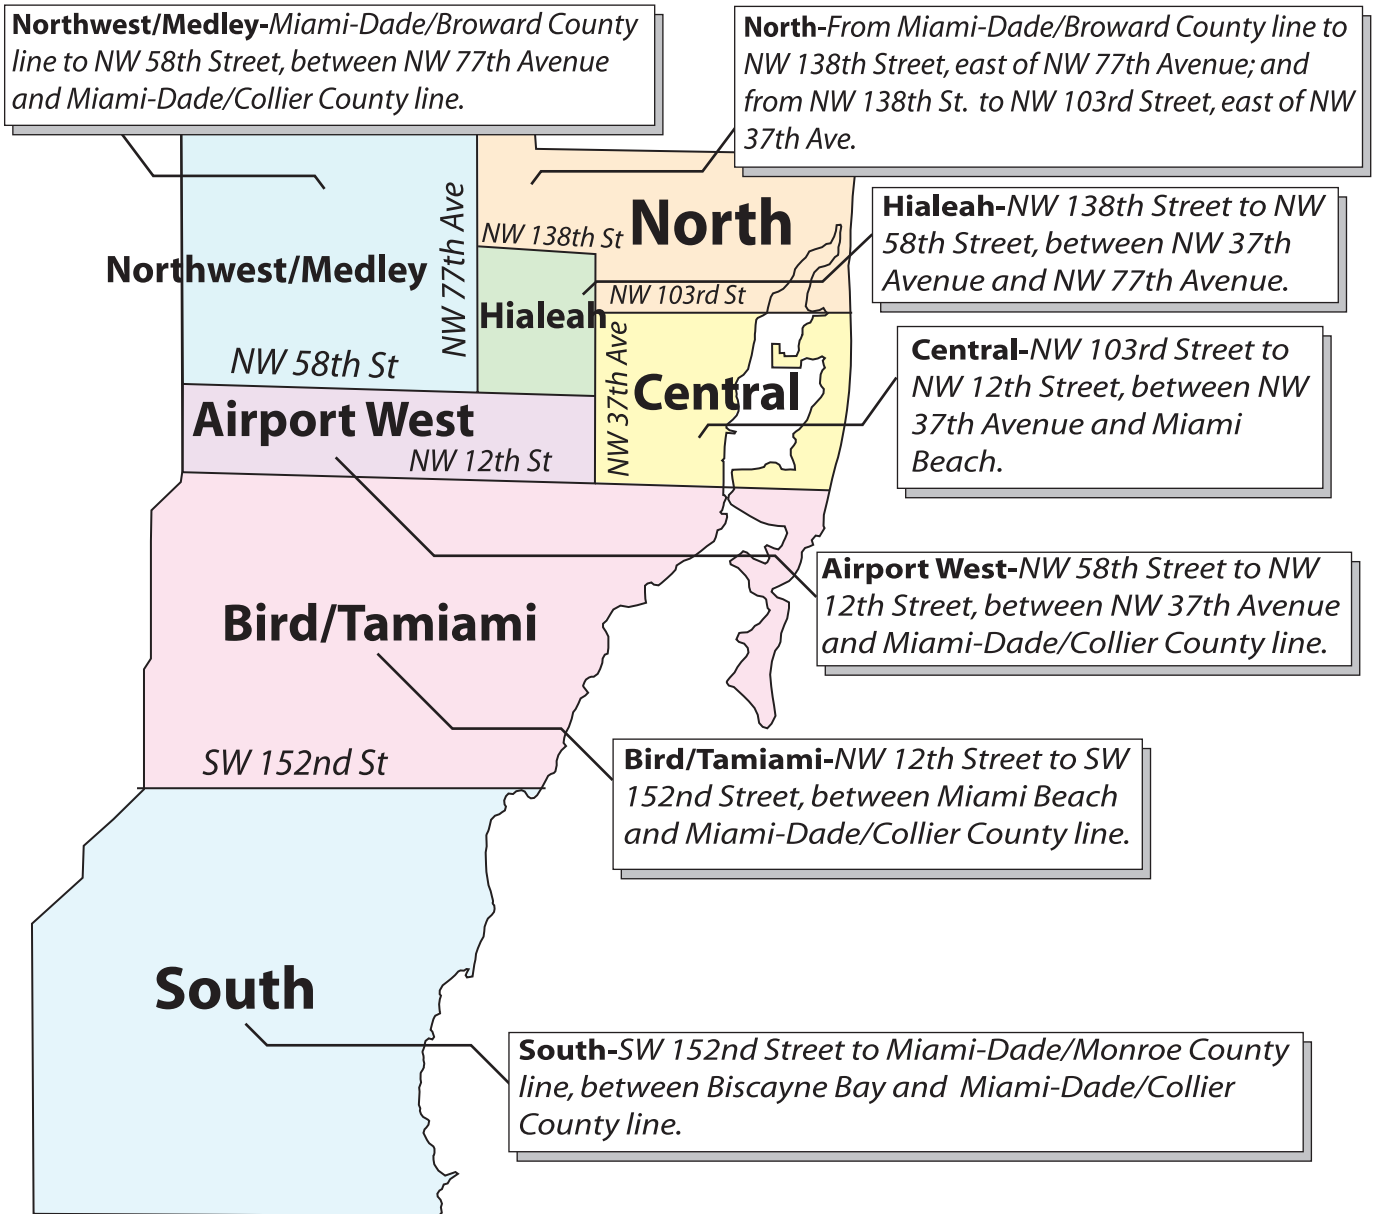 Northwest/Medley-Miami-Dade/Broward County
line to NW 58th Street, between NW 77th Avenue
and Miami-Dade/Collier County line.
North-From Miami-Dade/Broward County line to
NW 138th Street, east of NW 77th Avenue; and
from NW 138th St. to NW 103rd Street, east of NW
37th Ave.
Hialeah-NW 138th Street to NW
58th Street, between NW 37th
Avenue and NW 77th Avenue.
Central-NW 103rd Street to
NW 12th Street, between NW
37th Avenue and Miami
Beach.
Airport West-NW 58th Street to NW
12th Street, between NW 37th Avenue
and Miami-Dade/Collier County line.
Bird/Tamiami-NW 12th Street to SW
152nd Street, between Miami Beach
and Miami-Dade/Collier County line.
South-SW 152nd Street to Miami-Dade/Monroe County
line, between Biscayne Bay and Miami-Dade/Collier
County line.
Northwest/Medley
NW 77th Ave
NW 58th St
North
NW 138th St
NW 103rd St
Hialeah
NW 37th Ave
Central
Airport West
NW 12th St
Bird/Tamiami
SW 152nd St
South